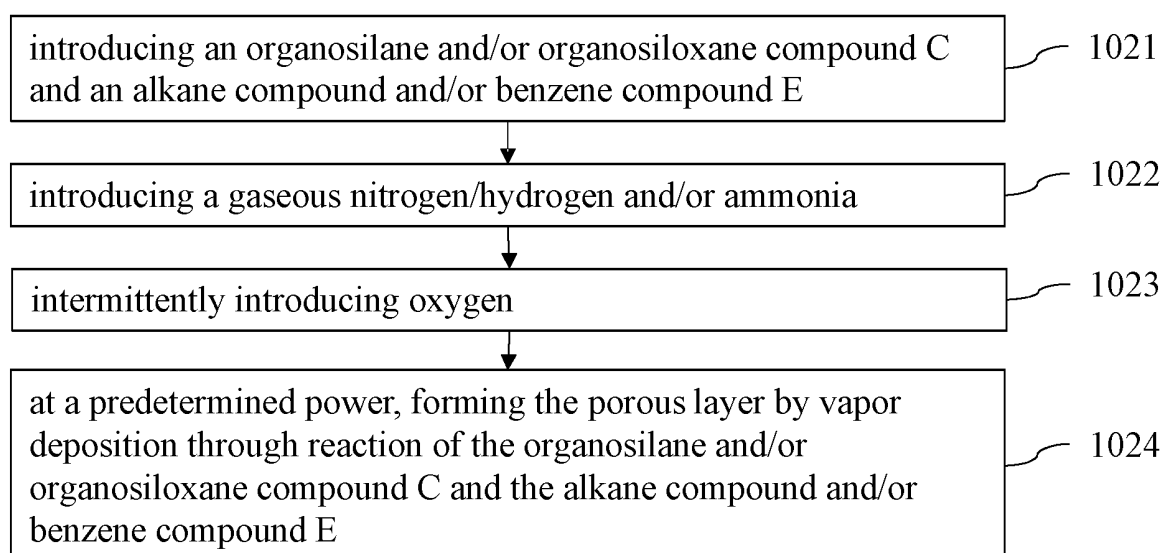 introducing an organosilane and/or organosiloxane compound C
and an alkane compound and/or benzene compound E
1021
introducing a gaseous nitrogen/hydrogen and/or ammonia
1022
intermittently introducing oxygen
1023
at a predetermined power, forming the porous layer by vapor
deposition through reaction of the organosilane and/or
organosiloxane compound C and the alkane compound and/or
benzene compound E
1024